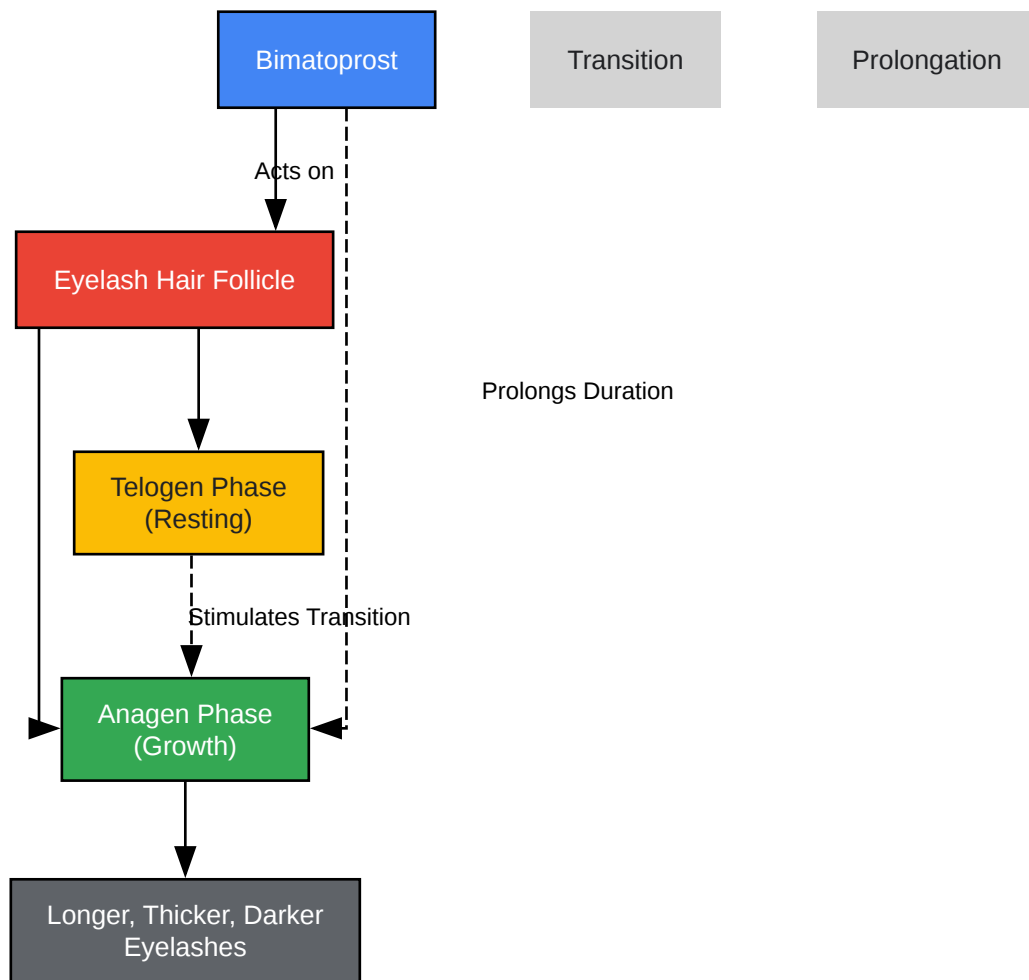 Bimatoprost
Transition
Prolongation
Acts on
Eyelash Hair Follicle
Prolongs Duration
Telogen Phase
(Resting)
Stimulates Transition
Anagen Phase
(Growth)
Longer, Thicker, Darker
Eyelashes